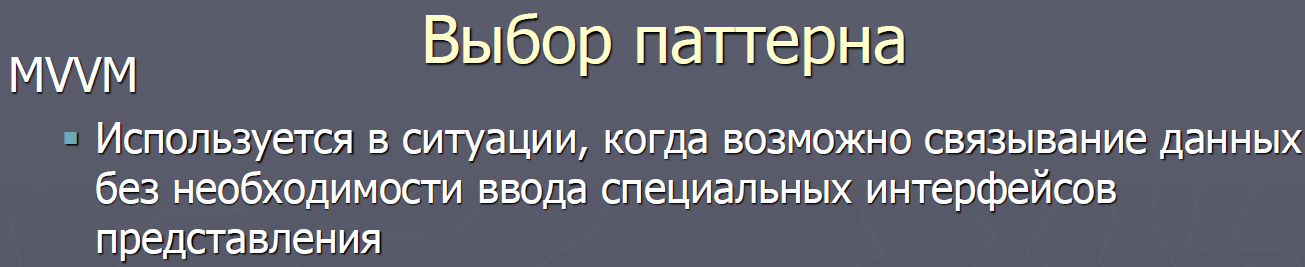 Выбор паттерна
MVVM
Используется в ситуации, когда возможно связывание данных
без необходимости ввода специальных интерфейсов
представления